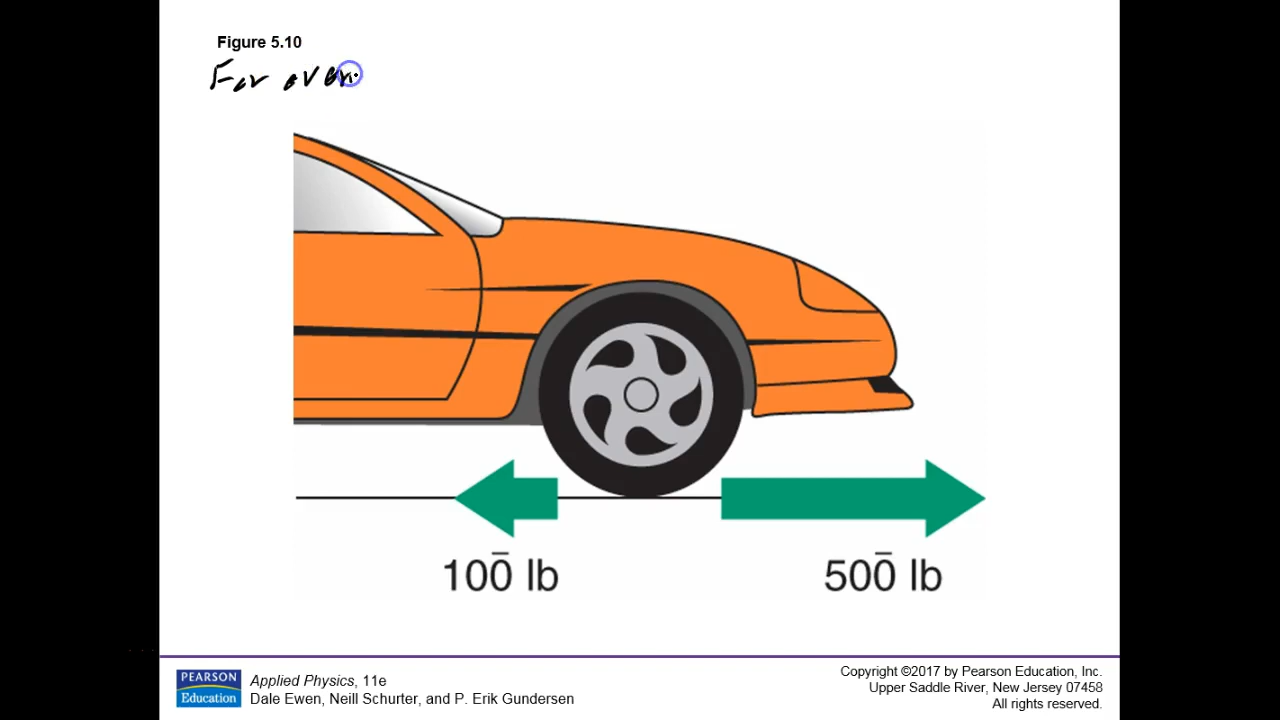 Figure 5.10
For ever
100̅ lb
500̅ lb
PEARSON
Education
Applied Physics, 11e
Dale Ewen, Neill Schurter, and P. Erik Gundersen
Copyright ©2017 by Pearson Education, Inc.
Upper Saddle River, New Jersey 07458
All rights reserved.